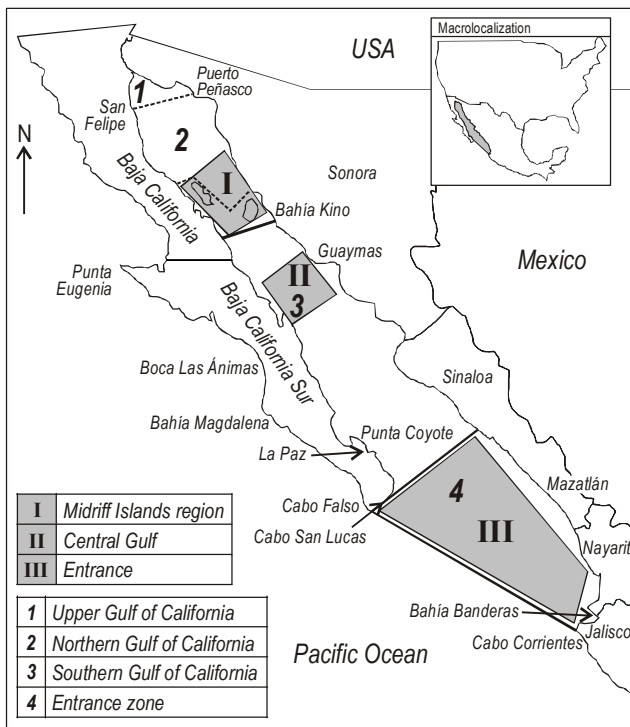 Macrolocalization
USA
Puerto
Peñasco
1
San
Felipe
2
N
Sonora
I
Baja California
Bahía Kino
Guaymas
Mexico
Punta
Eugenia
II
3
Baja California Sur
Boca Las Ánimas
Sinaloa
Bahía Magdalena
Punta Coyote
La Paz
Mazatlán
4
Cabo Falso
III
Cabo San Lucas
Nayarit
I Midriff Islands region
II Central Gulf
III Entrance
Bahía Banderas
Jalisco
Cabo Corrientes
Pacific Ocean
1 Upper Gulf of California
2 Northern Gulf of California
3 Southern Gulf of California
4 Entrance zone